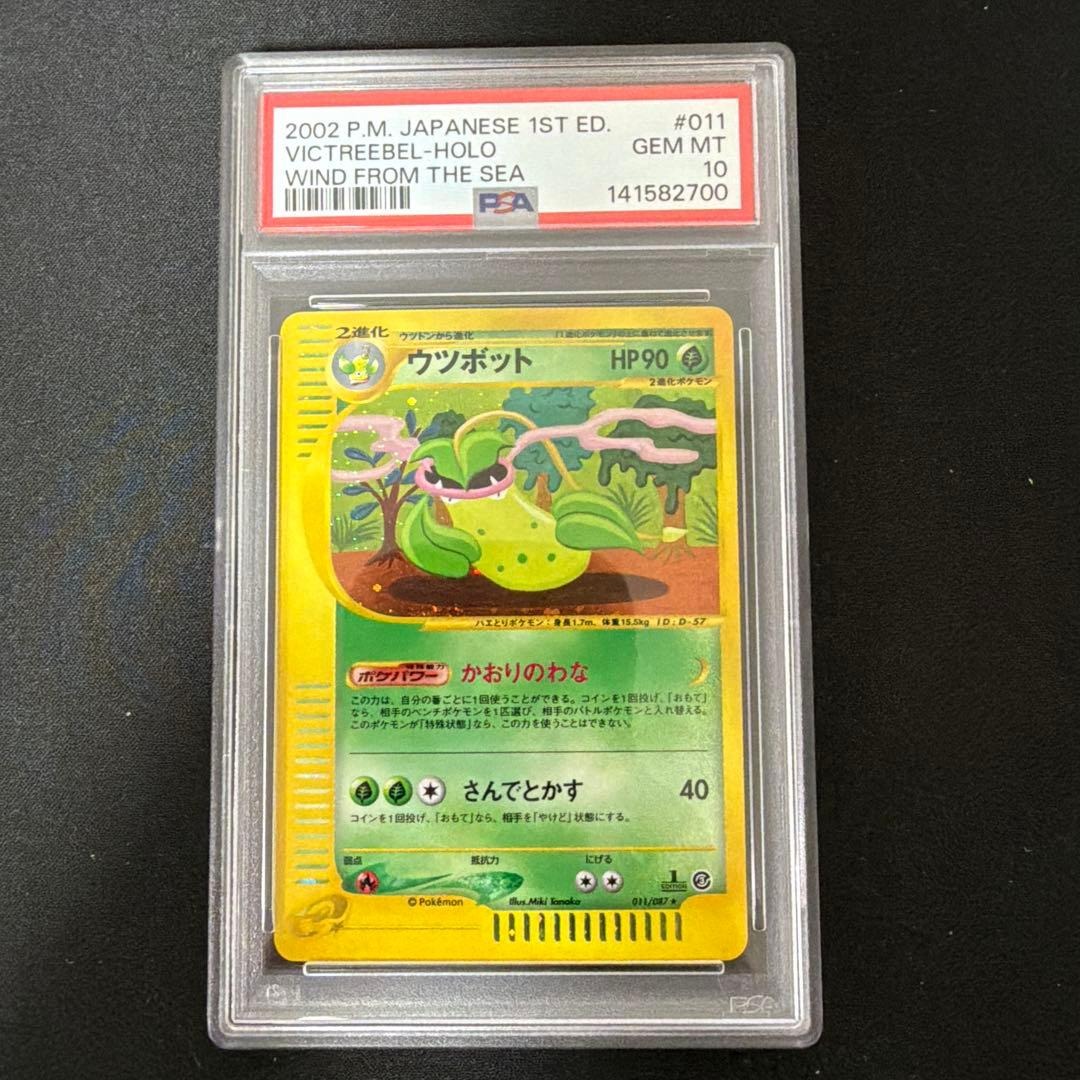 2002 P.M. JAPANESE 1ST ED. #011
VICTREEBEL-HOLO GEM MT
WIND FROM THE SEA 10
PSA 141582700
2進化 ウツドンから進化
ウツボット HP90
2進化ポケモン
ハエとりポケモン：身長1.7m、体重15.5kg ID：D-57
特殊能力
ポケパワー かおりのわな
この力は、自分の番ごとに1回使うことができる。コインを1回投げ、「おもて」
なら、相手のベンチポケモンを1匹選び、相手のバトルポケモンと入れ替える。
このポケモンが「特殊状態」なら、この力を使うことはできない。
さんでとかす 40
コインを1回投げ、「おもて」なら、相手を「やけど」状態にする。
弱点 抵抗力 にげる
1
EDITION
©Pokémon Illus.Miki Tanaka 011/087★
PSA